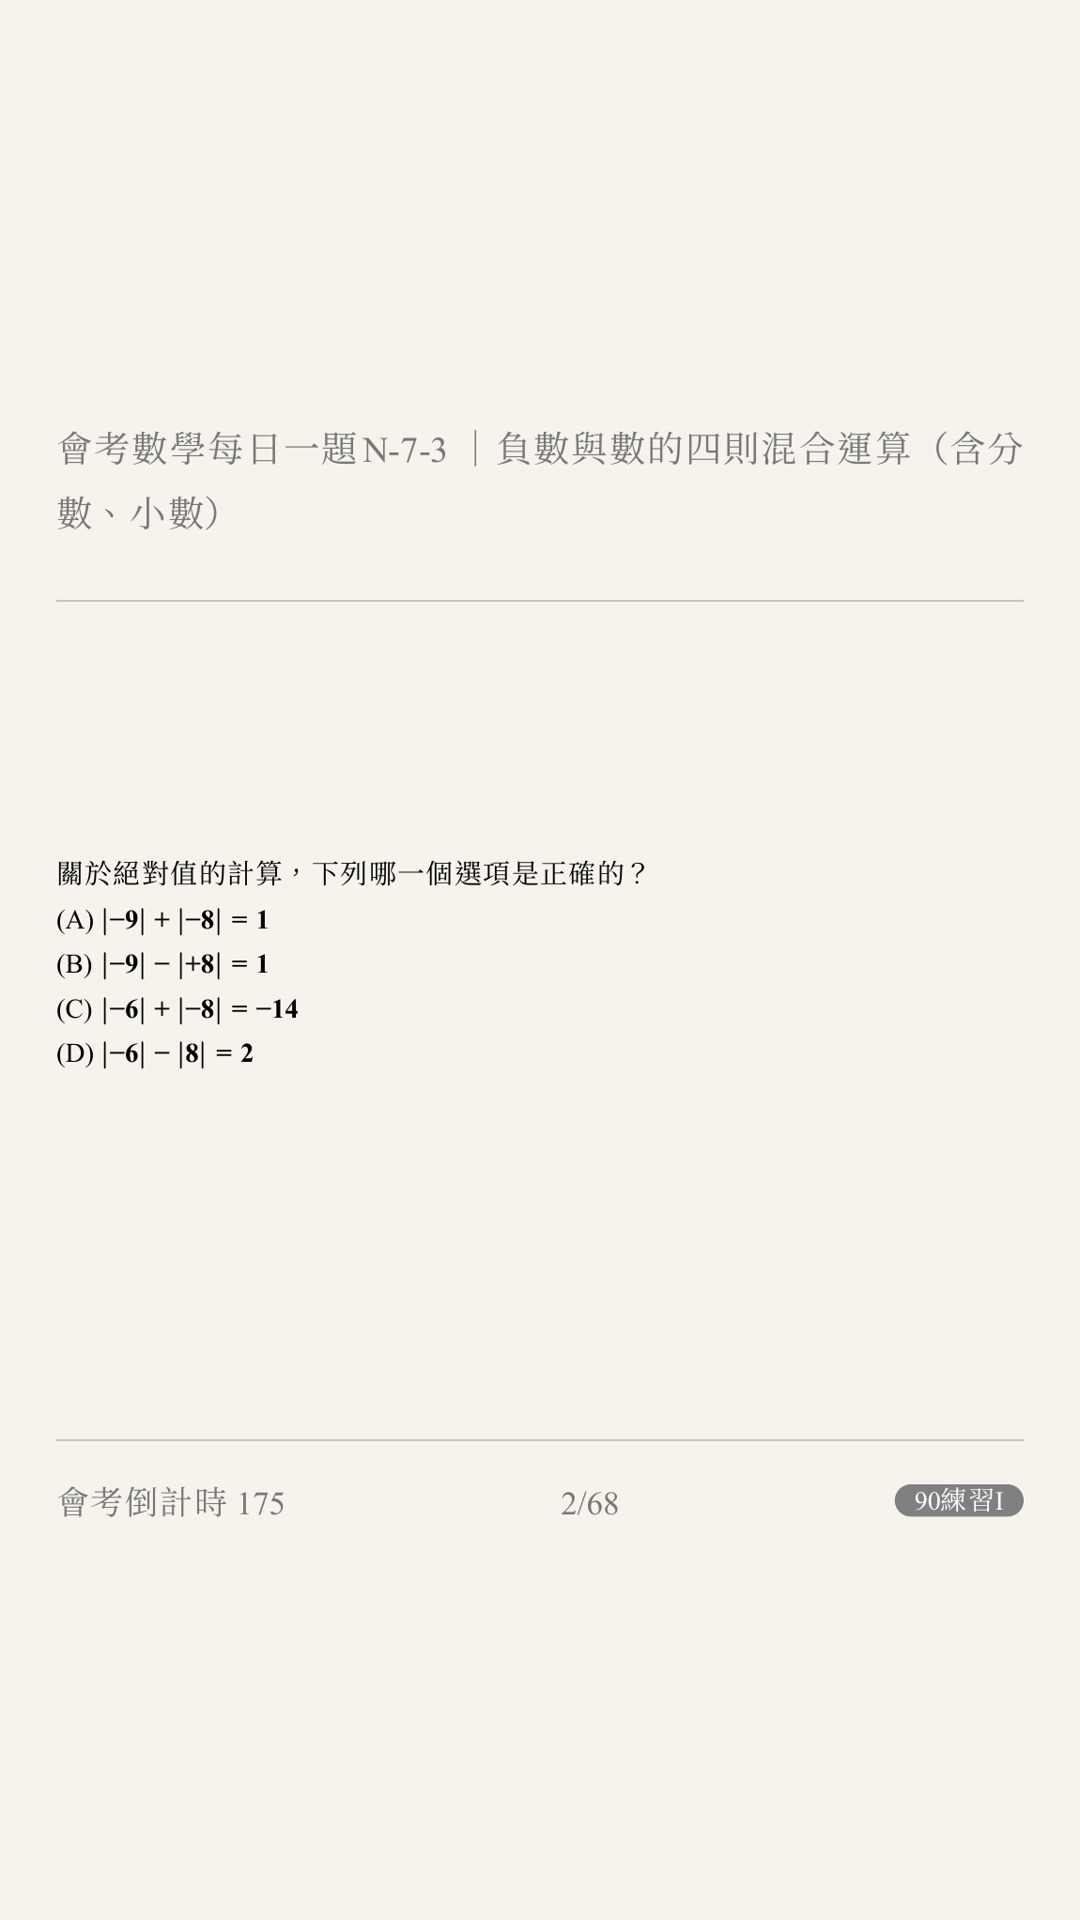 會考數學每日一題N-7-3 ｜負數與數的四則混合運算（含分
數、小數）
關於絕對值的計算，下列哪一個選項是正確的？
(A) |−9| + |−8| = 1
(B) |−9| − |+8| = 1
(C) |−6| + |−8| = −14
(D) |−6| − |8| = 2
會考倒計時 175
2/68
90練習I